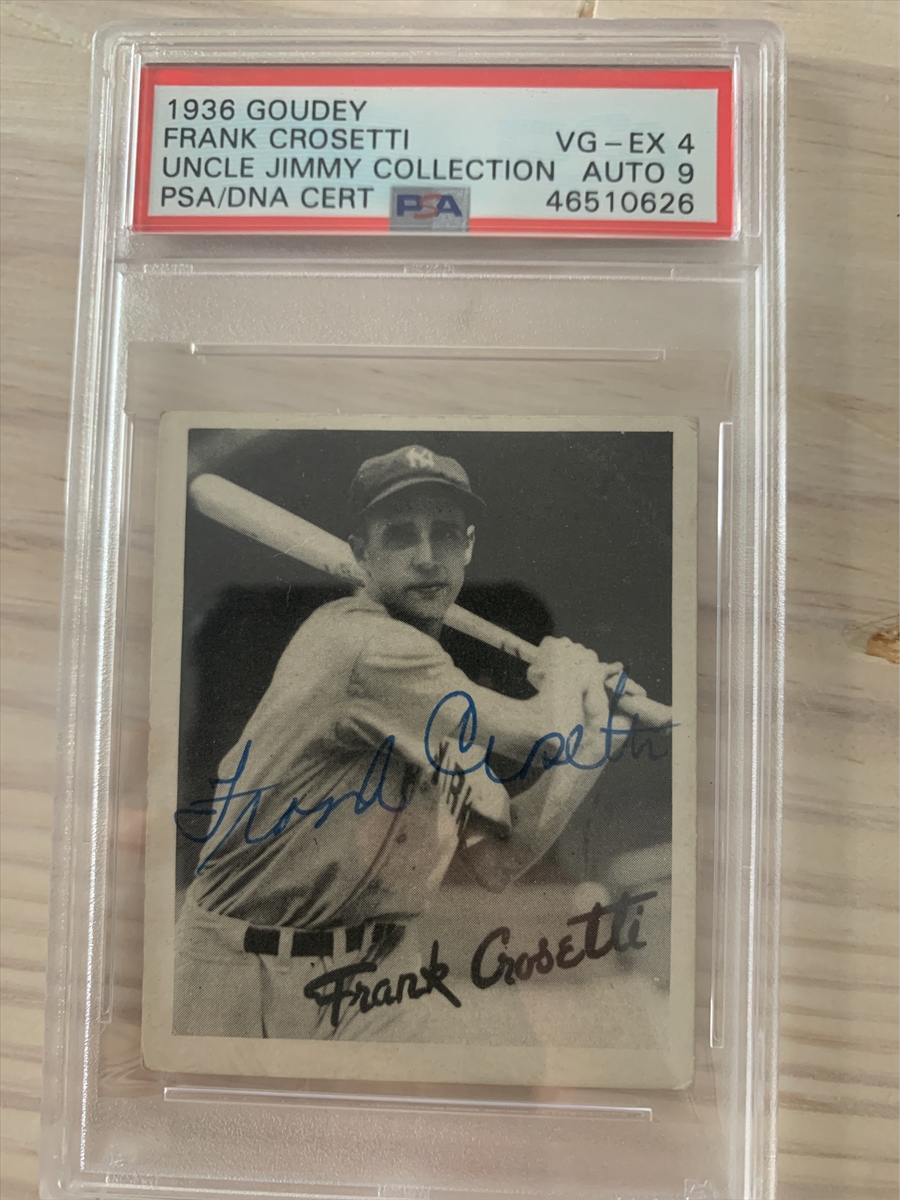 1936 GOUDEY
FRANK CROSETTI VG-EX 4
UNCLE JIMMY COLLECTION AUTO 9
PSA/DNA CERT PSA 46510626
NY
Frank Crosetti
Frank Crosetti